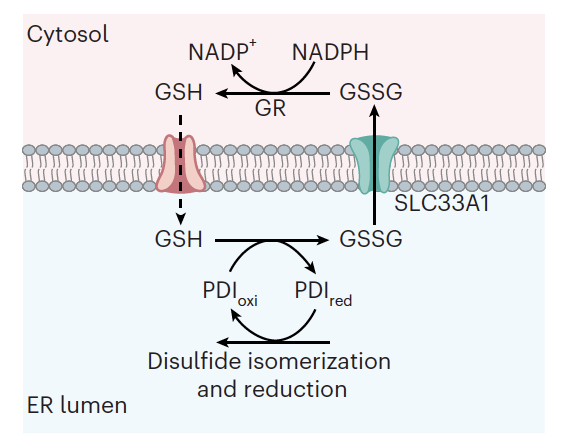 Cytosol
NADP+ NADPH
GSH GSSG
GR
SLC33A1
GSH GSSG
PDIoxi PDIred
Disulfide isomerization
and reduction
ER lumen